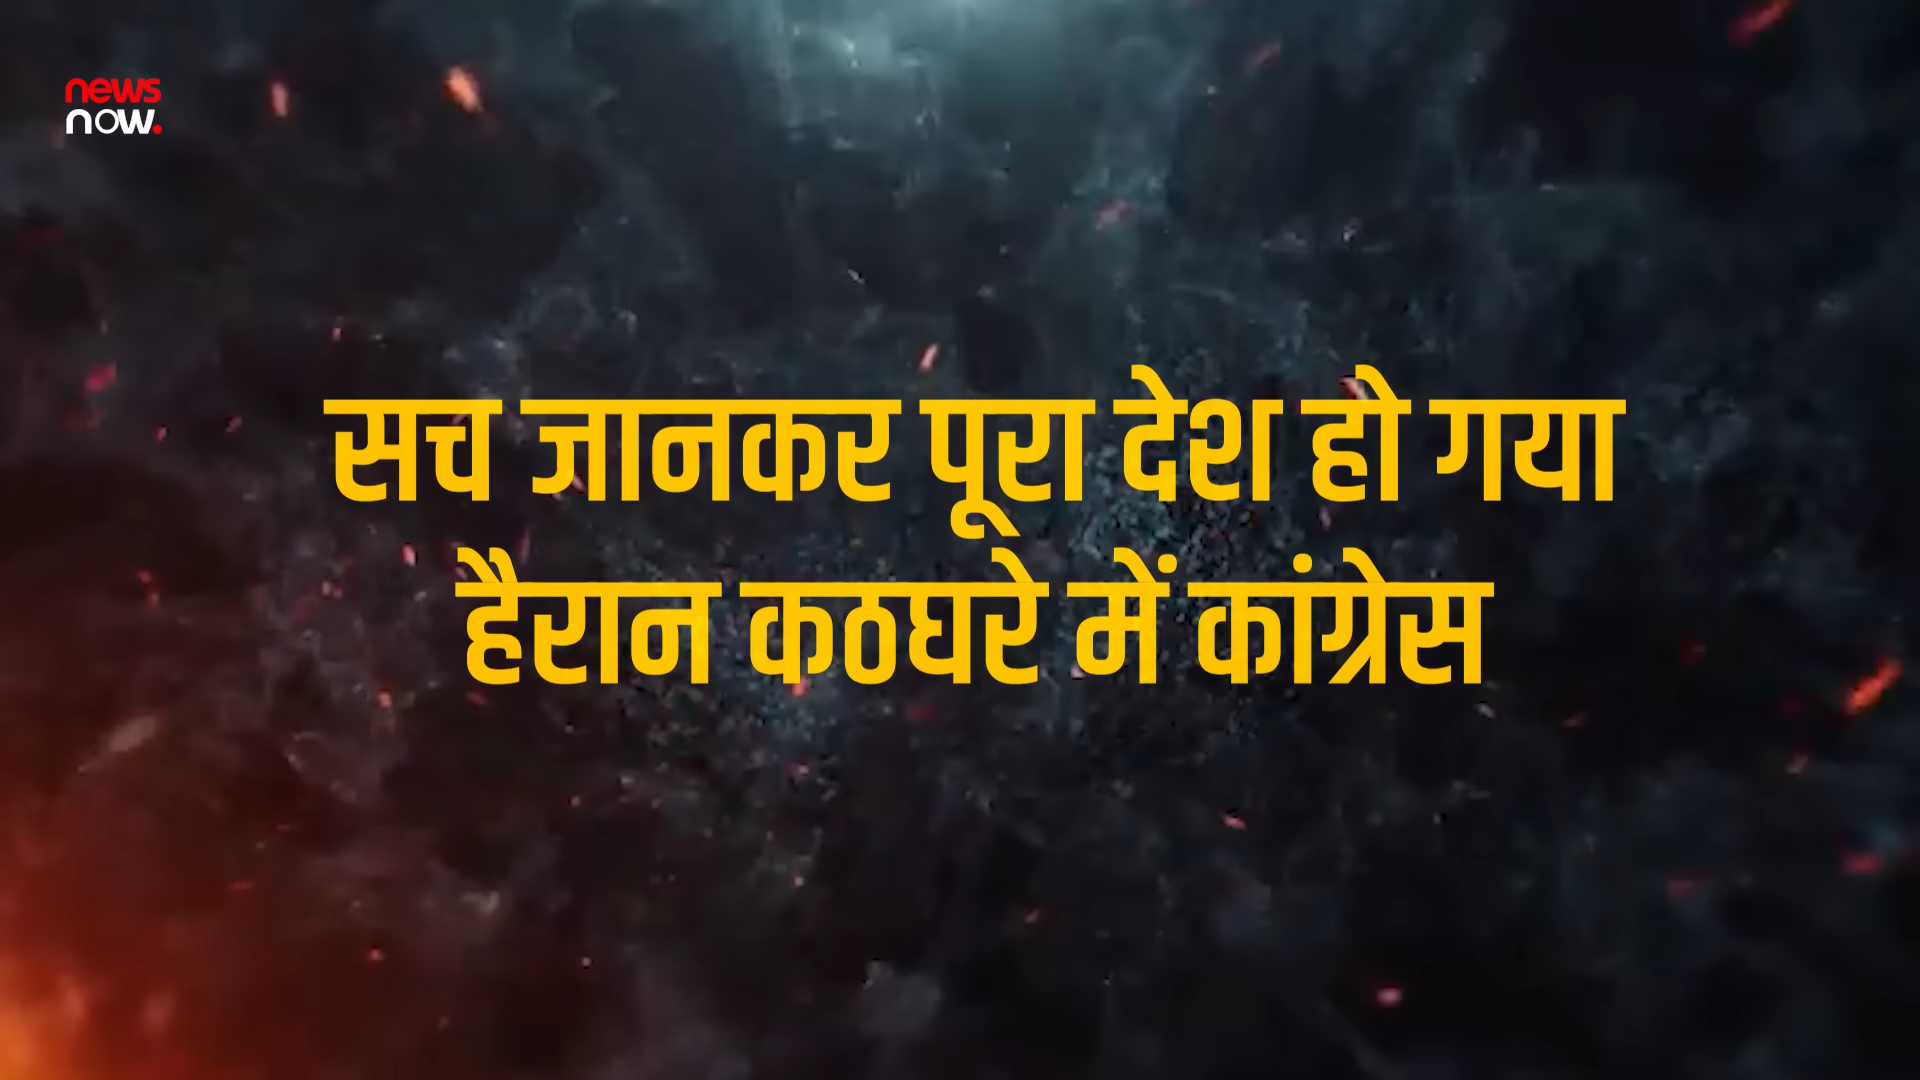 news
now.
सच जानकर पूरा देश हो गया
हैरान कठघरे में कांग्रेस